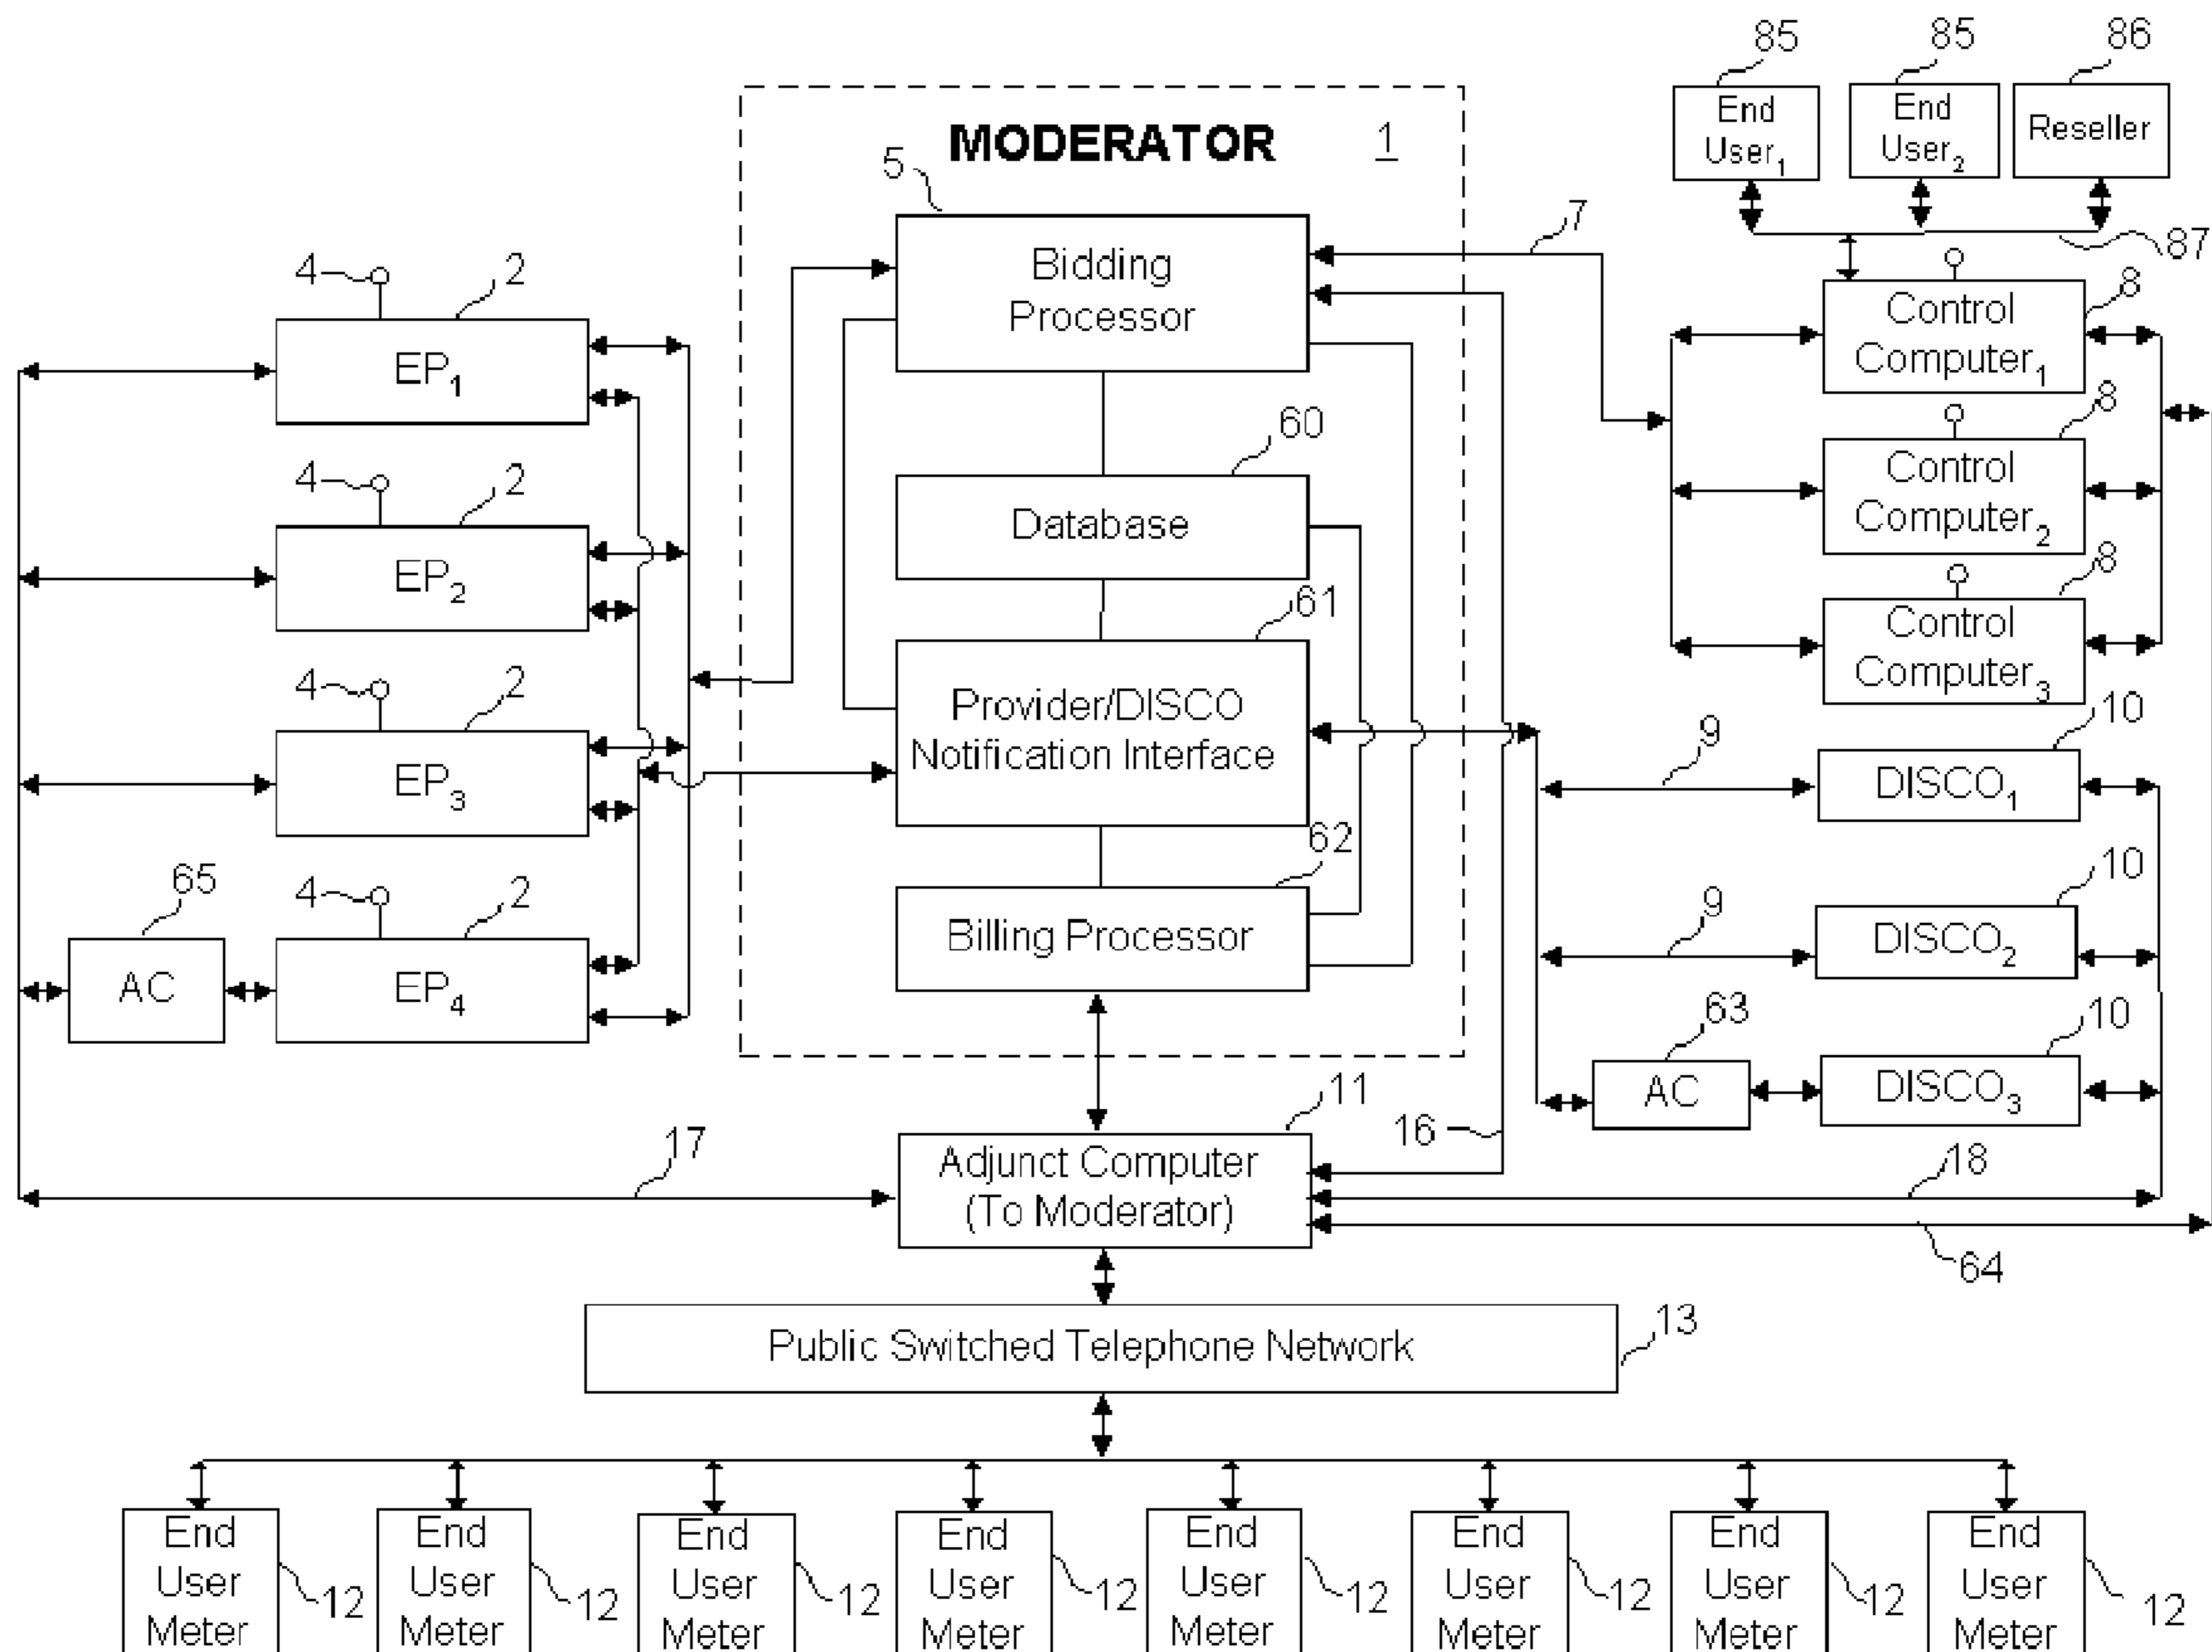 85
85
86
End
User1
End
User2
Reseller
87
MODERATOR 1
5
Bidding
Processor
7
4
2
EP1
4
2
EP2
4
2
EP3
65
4
2
AC
EP4
60
Database
61
Provider/DISCO
Notification Interface
62
Billing Processor
Control
Computer1
8
Control
Computer2
8
Control
Computer3
8
9
10
DISCO1
9
10
DISCO2
63
10
AC
DISCO3
17
11
Adjunct Computer
(To Moderator)
16
18
64
Public Switched Telephone Network
13
End
User
Meter
12
End
User
Meter
12
End
User
Meter
12
End
User
Meter
12
End
User
Meter
12
End
User
Meter
12
End
User
Meter
12
End
User
Meter
12